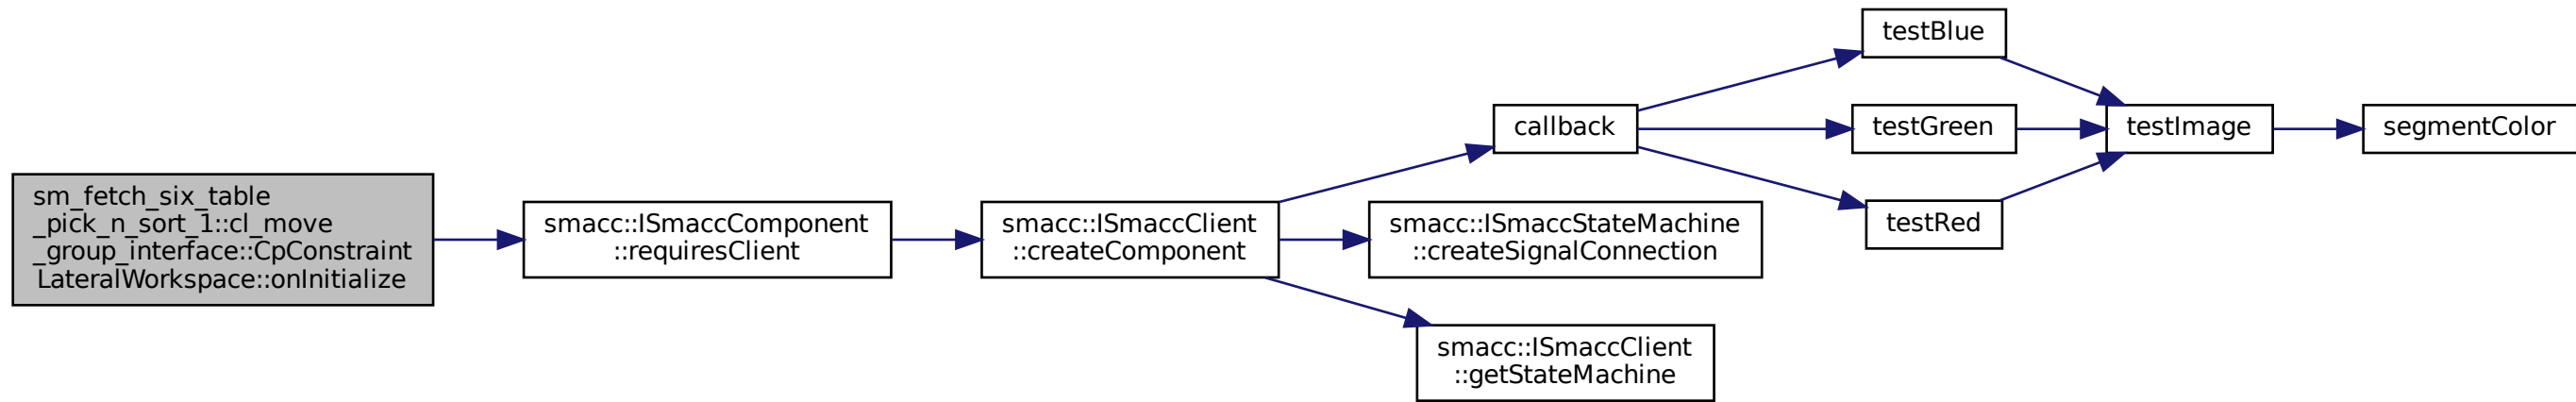 sm_fetch_six_table
_pick_n_sort_1::cl_move
_group_interface::CpConstraint
LateralWorkspace::onInitialize
smacc::ISmaccComponent
::requiresClient
smacc::ISmaccClient
::createComponent
callback
smacc::ISmaccStateMachine
::createSignalConnection
smacc::ISmaccClient
::getStateMachine
testBlue
testGreen
testRed
testImage
segmentColor